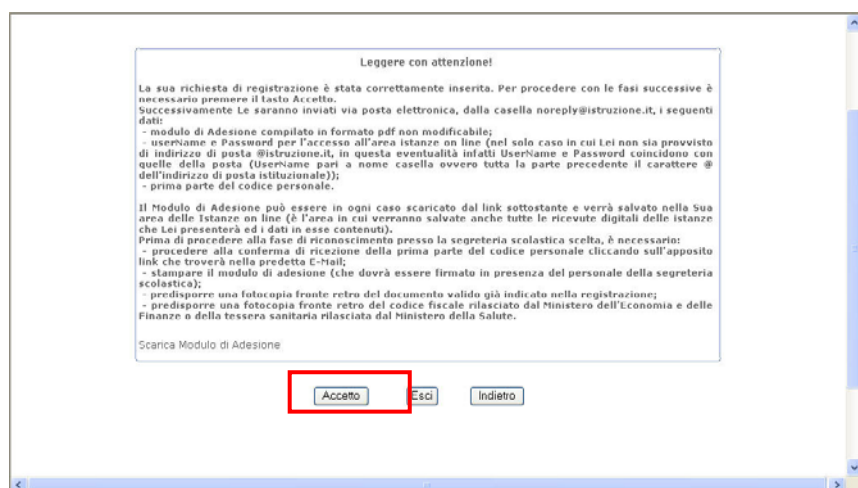 Leggere con attenzione!
La sua richiesta di registrazione è stata correttamente inserita. Per procedere con le fasi successive è
necessario premere il tasto Accetto.
Successivamente Le saranno inviati via posta elettronica, dalla casella noreply@istruzione.it, i seguenti
dati:
- modulo di Adesione compilato in formato pdf non modificabile;
- userName e Password per l'accesso all'area istanze on line (nel solo caso in cui Lei non sia provvisto
di indirizzo di posta @istruzione.it, in questa eventualità infatti UserName e Password coincidono con
quelle della posta (UserName pari a nome casella ovvero tutta la parte precedente il carattere @
dell'indirizzo di posta istituzionale));
- prima parte del codice personale.
Il Modulo di Adesione può essere in ogni caso scaricato dal link sottostante e verrà salvato nella Sua
area delle Istanze on line (è l'area in cui verranno salvate anche tutte le ricevute digitali delle istanze
che Lei presenterà ed i dati in esse contenuti).
Prima di procedere alla fase di riconoscimento presso la segreteria scolastica scelta, è necessario:
- procedere alla conferma di ricezione della prima parte del codice personale cliccando sull'apposito
link che troverà nella predetta E-Mail;
- stampare il modulo di adesione (che dovrà essere firmato in presenza del personale della segreteria
scolastica);
- predisporre una fotocopia fronte retro del documento valido già indicato nella registrazione;
- predisporre una fotocopia fronte retro del codice fiscale rilasciato dal Ministero dell'Economia e delle
Finanze o della tessera sanitaria rilasciata dal Ministero della Salute.
Scarica Modulo di Adesione
Accetto Esci Indietro